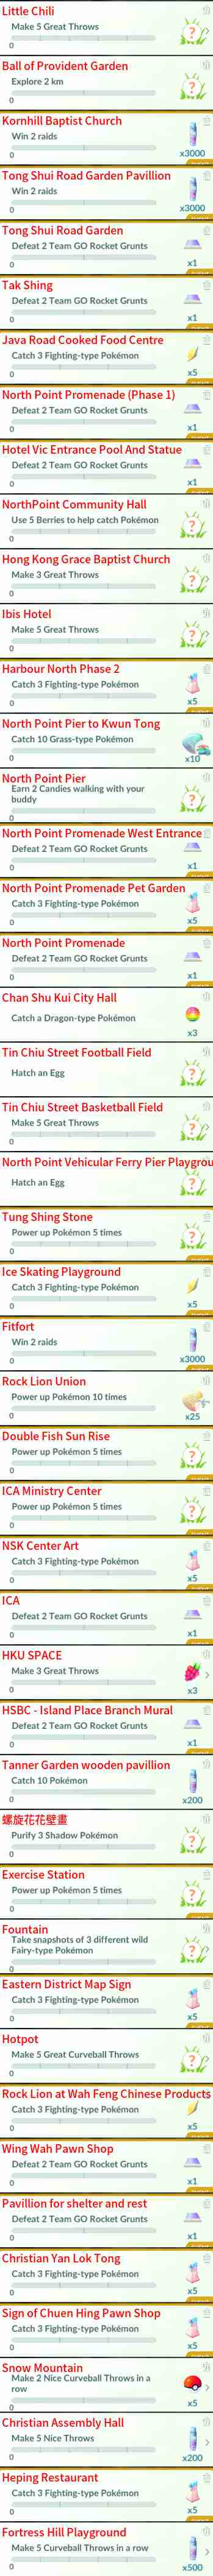 Little Chili
Make 5 Great Throws
0
?
Ball of Provident Garden
Explore 2 km
0
?
Kornhill Baptist Church
Win 2 raids
0
x3000
Tong Shui Road Garden Pavillion
Win 2 raids
0
x3000
Tong Shui Road Garden
Defeat 2 Team GO Rocket Grunts
0
x1
Tak Shing
Defeat 2 Team GO Rocket Grunts
0
x1
Java Road Cooked Food Centre
Catch 3 Fighting-type Pokémon
0
x5
North Point Promenade (Phase 1)
Defeat 2 Team GO Rocket Grunts
0
x1
Hotel Vic Entrance Pool And Statue
Defeat 2 Team GO Rocket Grunts
0
x1
NorthPoint Community Hall
Use 5 Berries to help catch Pokémon
0
?
Hong Kong Grace Baptist Church
Make 3 Great Throws
0
?
Ibis Hotel
Make 5 Great Throws
0
?
Harbour North Phase 2
Catch 3 Fighting-type Pokémon
0
x5
North Point Pier to Kwun Tong
Catch 10 Grass-type Pokémon
0
x10
North Point Pier
Earn 2 Candies walking with your
buddy
0
?
North Point Promenade West Entrance
Defeat 2 Team GO Rocket Grunts
0
x1
North Point Promenade Pet Garden
Catch 3 Fighting-type Pokémon
0
x5
North Point Promenade
Defeat 2 Team GO Rocket Grunts
0
x1
Chan Shu Kui City Hall
Catch a Dragon-type Pokémon
x3
Tin Chiu Street Football Field
Hatch an Egg
?
Tin Chiu Street Basketball Field
Make 5 Great Throws
0
?
North Point Vehicular Ferry Pier Playgrou
Hatch an Egg
?
Tung Shing Stone
Power up Pokémon 5 times
0
?
Ice Skating Playground
Catch 3 Fighting-type Pokémon
0
x5
Fitfort
Win 2 raids
0
x3000
Rock Lion Union
Power up Pokémon 10 times
0
x25
Double Fish Sun Rise
Power up Pokémon 5 times
0
?
ICA Ministry Center
Power up Pokémon 5 times
0
?
NSK Center Art
Catch 3 Fighting-type Pokémon
0
x5
ICA
Defeat 2 Team GO Rocket Grunts
0
x1
HKU SPACE
Make 3 Great Throws
0
x3
HSBC - Island Place Branch Mural
Defeat 2 Team GO Rocket Grunts
0
x1
Tanner Garden wooden pavillion
Catch 10 Pokémon
0
x200
螺旋花花壁畫
Purify 3 Shadow Pokémon
0
?
Exercise Station
Power up Pokémon 5 times
0
?
Fountain
Take snapshots of 3 different wild
Fairy-type Pokémon
0
?
Eastern District Map Sign
Catch 3 Fighting-type Pokémon
0
x5
Hotpot
Make 5 Great Curveball Throws
0
?
Rock Lion at Wah Feng Chinese Products
Catch 3 Fighting-type Pokémon
0
x5
Wing Wah Pawn Shop
Defeat 2 Team GO Rocket Grunts
0
x1
Pavillion for shelter and rest
Defeat 2 Team GO Rocket Grunts
0
x1
Christian Yan Lok Tong
Catch 3 Fighting-type Pokémon
0
x5
Sign of Chuen Hing Pawn Shop
Catch 3 Fighting-type Pokémon
0
x5
Snow Mountain
Make 2 Nice Curveball Throws in a
row
0
x5
Christian Assembly Hall
Make 5 Nice Throws
0
x200
Heping Restaurant
Catch 3 Fighting-type Pokémon
0
x5
Fortress Hill Playground
Make 5 Curveball Throws in a row
0
x500